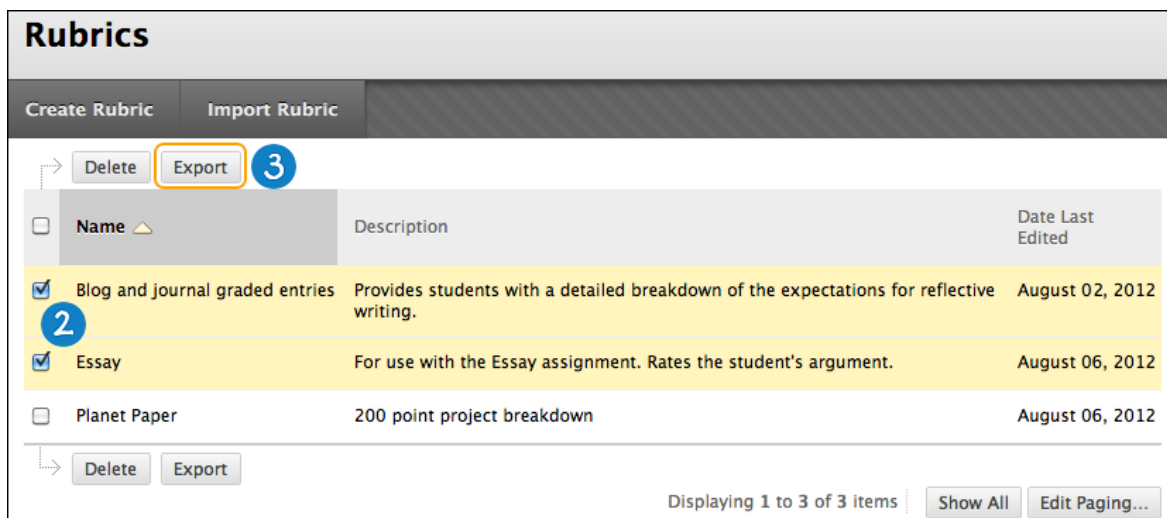 Rubrics
Create Rubric Import Rubric
Delete Export 3
Name Description Date Last
Edited
Blog and journal graded entries Provides students with a detailed breakdown of the expectations for reflective August 02, 2012
writing.
2
Essay For use with the Essay assignment. Rates the student's argument. August 06, 2012
Planet Paper 200 point project breakdown August 06, 2012
Delete Export
Displaying 1 to 3 of 3 items Show All Edit Paging...